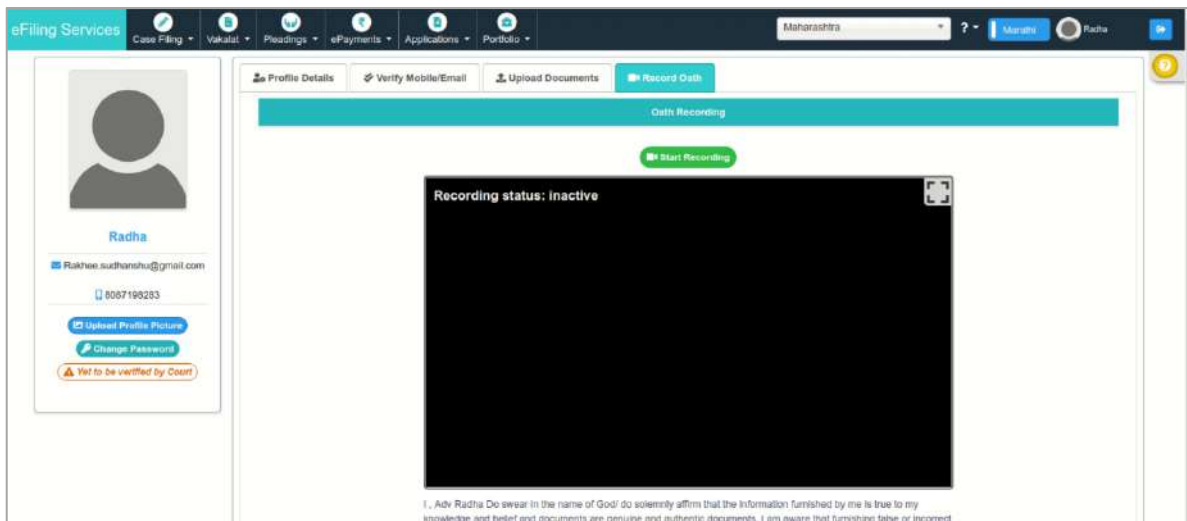 eFiling Services
Case Filing
Vakalat
Pleadings
ePayments
Applications
Portfolio
Maharashtra
?
Marathi
Radha
Profile Details
Verify Mobile/Email
Upload Documents
Record Oath
Oath Recording
Start Recording
Recording status: inactive
Radha
Rakhee.sudhanshu@gmail.com
8087198283
Upload Profile Picture
Change Password
Yet to be verified by Court
I , Adv Radha Do swear in the name of God/ do solemnly affirm that the information furnished by me is true to my
knowledge and belief and documents are genuine and authentic documents. I am aware that furnishing false or incorrect